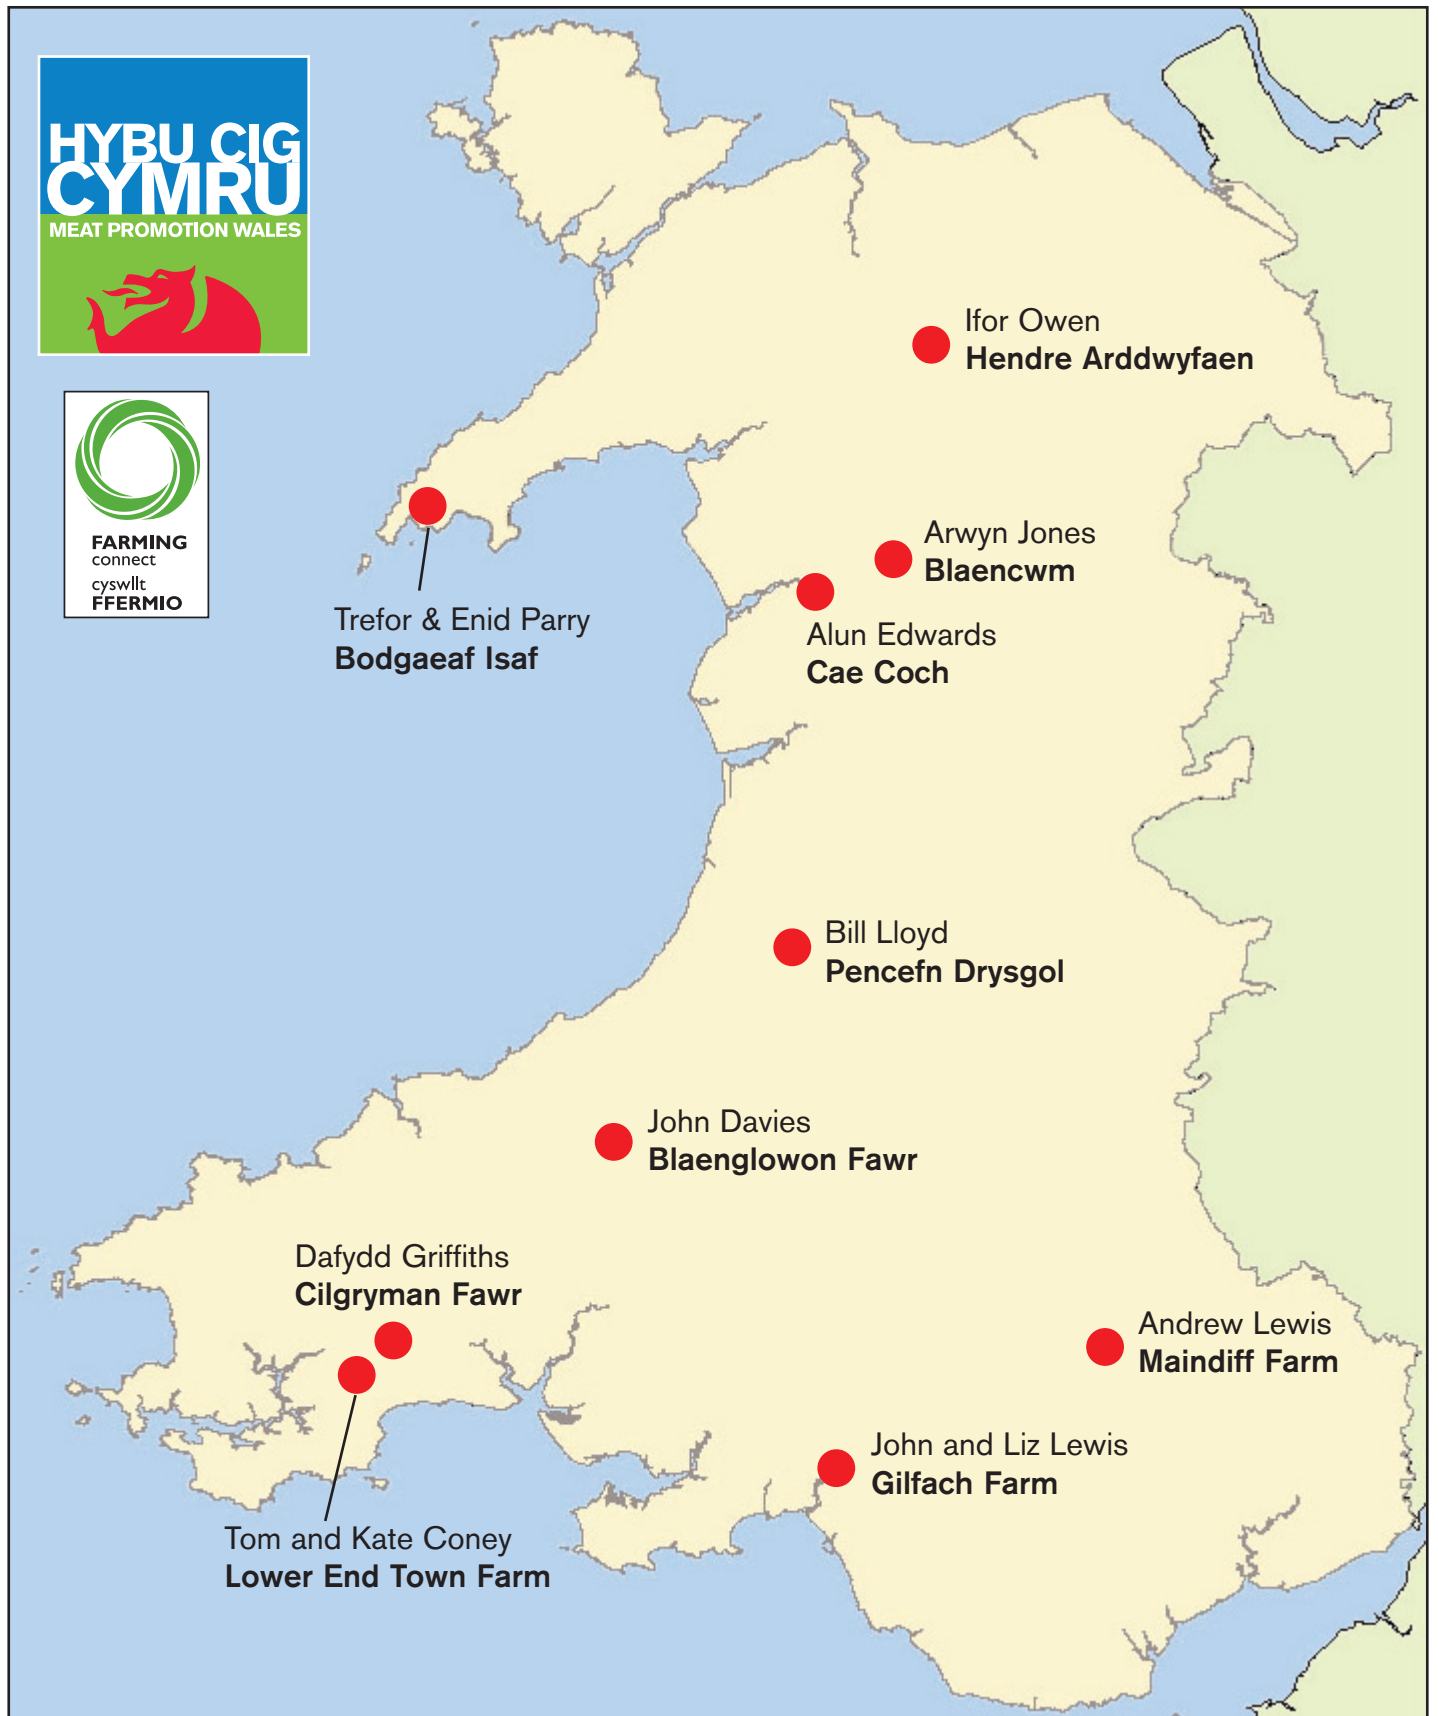 HYBU CIG
CYMRU
MEAT PROMOTION WALES
FARMING
connect
cyswllt
FFERMIO
Ifor Owen
Hendre Arddwyfaen
Arwyn Jones
Blaencwm
Alun Edwards
Cae Coch
Trefor & Enid Parry
Bodgaeaf Isaf
Bill Lloyd
Pencefn Drysgol
John Davies
Blaenglowon Fawr
Dafydd Griffiths
Cilgryman Fawr
Andrew Lewis
Maindiff Farm
John and Liz Lewis
Gilfach Farm
Tom and Kate Coney
Lower End Town Farm